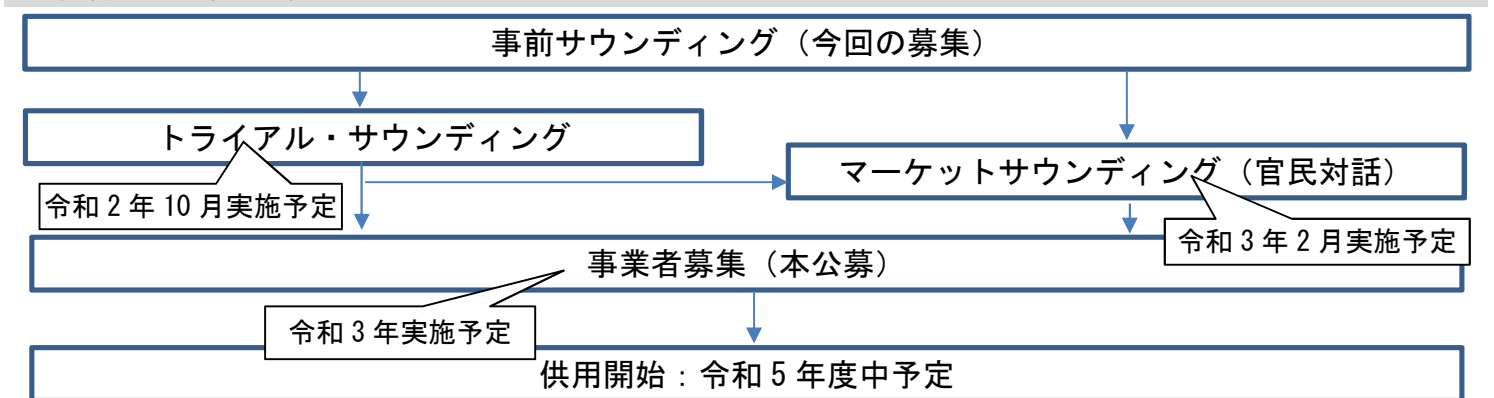 事前サウンディング（今回の募集）
トライアル・サウンディング
マーケットサウンディング（官民対話）
令和２年10月実施予定
令和３年２月実施予定
事業者募集（本公募）
令和３年実施予定
供用開始：令和５年度中予定